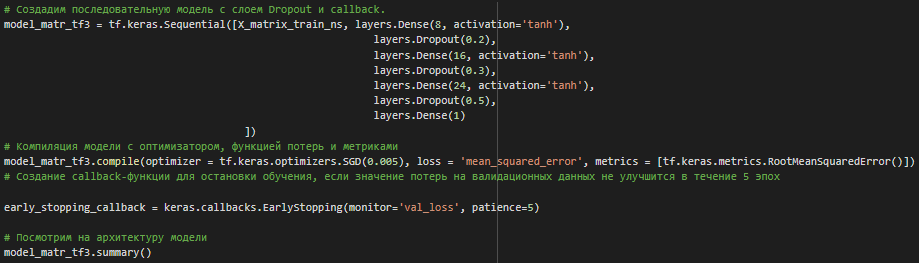 # Создадим последовательную модель с слоем Dropout и callback.
model_matr_tf3 = tf.keras.Sequential([X_matrix_train_ns, layers.Dense(8, activation='tanh'),
layers.Dropout(0.2),
layers.Dense(16, activation='tanh'),
layers.Dropout(0.3),
layers.Dense(24, activation='tanh'),
layers.Dropout(0.5),
layers.Dense(1)
])
# Компиляция модели с оптимизатором, функцией потерь и метриками
model_matr_tf3.compile(optimizer = tf.keras.optimizers.SGD(0.005), loss = 'mean_squared_error', metrics = [tf.keras.metrics.RootMeanSquaredError()])
# Создание callback-функции для остановки обучения, если значение потерь на валидационных данных не улучшится в течение 5 эпох
early_stopping_callback = keras.callbacks.EarlyStopping(monitor='val_loss', patience=5)
# Посмотрим на архитектуру модели
model_matr_tf3.summary()